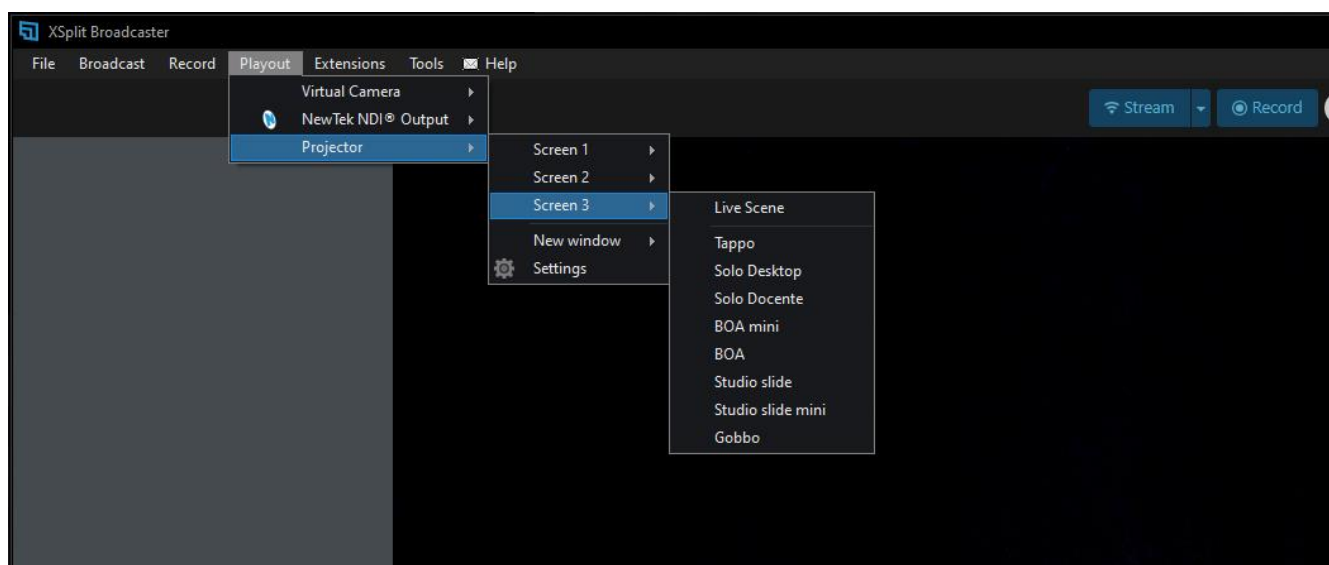 XSplit Broadcaster
File Broadcast Record Playout Extensions Tools Help
Virtual Camera
NewTek NDI® Output
Projector
Stream
Record
Screen 1
Screen 2
Screen 3
New window
Settings
Live Scene
Tappo
Solo Desktop
Solo Docente
BOA mini
BOA
Studio slide
Studio slide mini
Gobbo